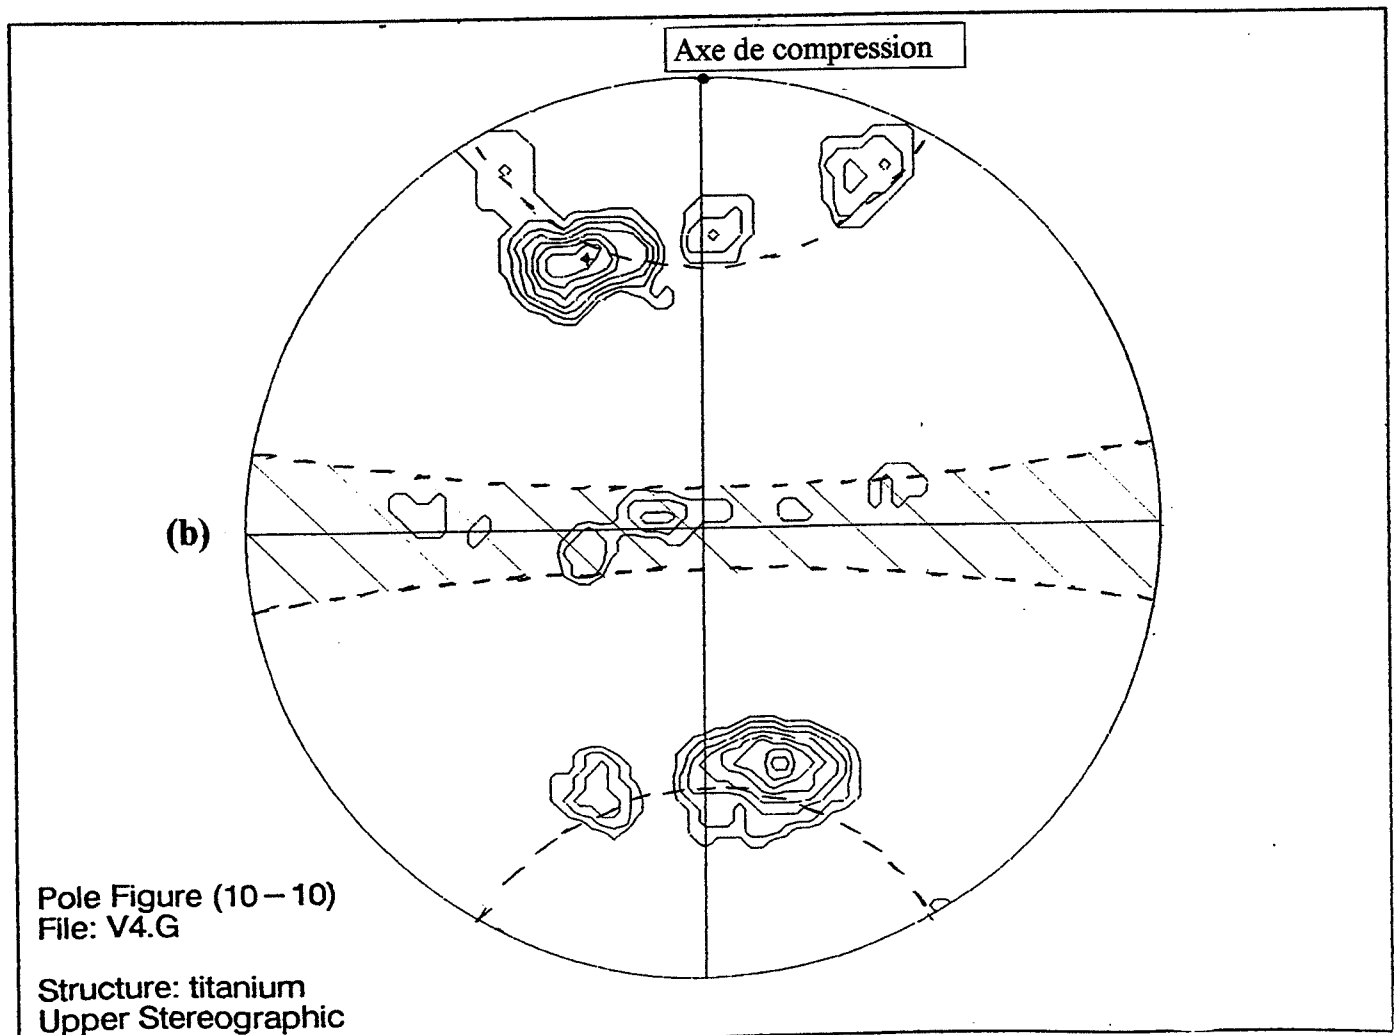 Axe de compression
(b)
Pole Figure (10−10)
File: V4.G
Structure: titanium
Upper Stereographic